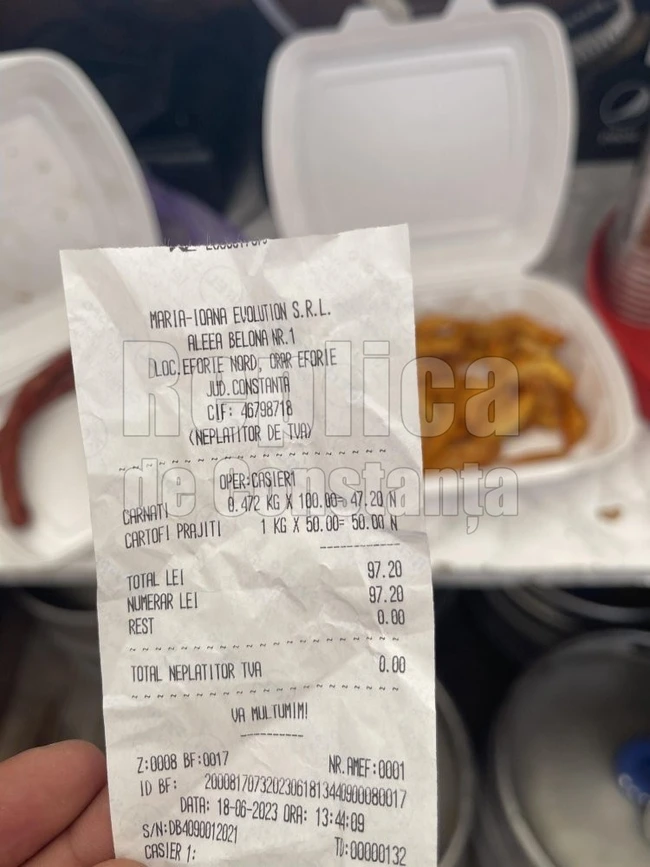 MARIA-IOANA EVOLUTION S.R.L.
ALEEA BELONA NR.1
LOC.EFORIE NORD, ORAR EFORIE
JUD.CONSTANTA
CIF: 46798718
(NEPLATITOR DE TVA)
OPER:CASIER1
CARNATI 0.472 KG X 100.00= 47.20 N
CARTOFI PRAJITI 1 KG X 50.00= 50.00 N
TOTAL LEI 97.20
NUMERAR LEI 97.20
REST 0.00
TOTAL NEPLATITOR TVA 0.00
VA MULTUMIM!
Z:0008 BF:0017 NR.AMEF:0001
ID BF: 2000817073202306181344090080017
DATA: 18-06-2023 ORA: 13:44:09
S/N:DB4090012021
CASIER 1: TD:00000132
Replica
de Constanța